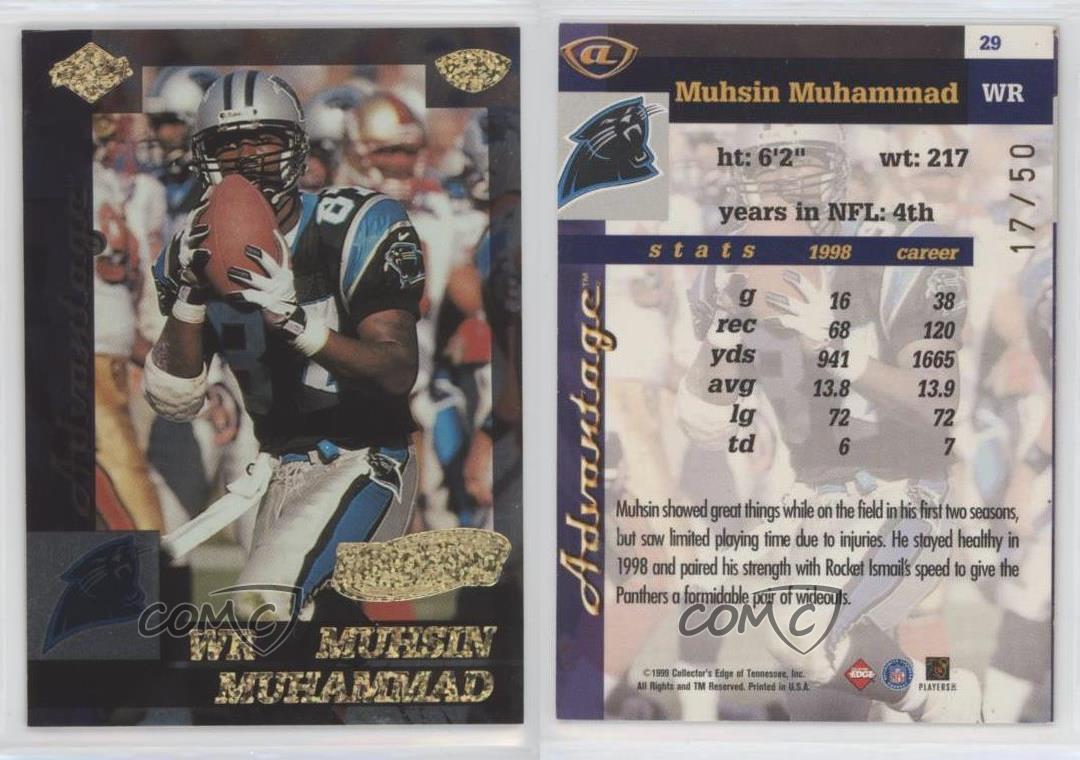 Advantage
87
WR MUHSIN
MUHAMMAD
COMC
29
a
Muhsin Muhammad WR
ht: 6'2" wt: 217
17/50
years in NFL: 4th
stats 1998 career
g 16 38
rec 68 120
yds 941 1665
avg 13.8 13.9
lg 72 72
td 6 7
Advantage™
Muhsin showed great things while on the field in his first two seasons,
but saw limited playing time due to injuries. He stayed healthy in
1998 and paired his strength with Rocket Ismail's speed to give the
Panthers a formidable pair of wideouts.
COMC
©1999 Collector's Edge of Tennessee, Inc.
All Rights and TM Reserved. Printed in U.S.A.
EDGE
NFL
PLAYERS INC